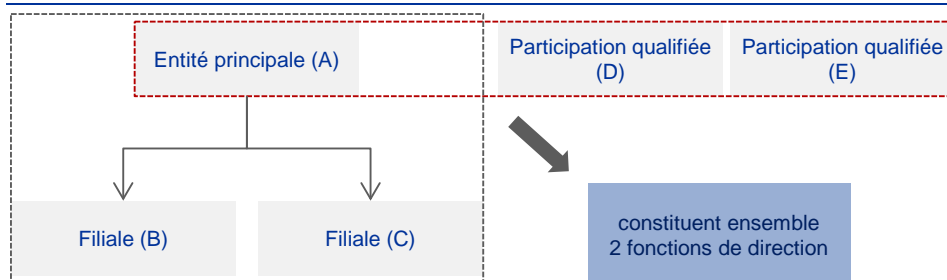 Entité principale (A)
Participation qualifiée
(D)
Participation qualifiée
(E)
Filiale (B)
Filiale (C)
constituent ensemble
2 fonctions de direction